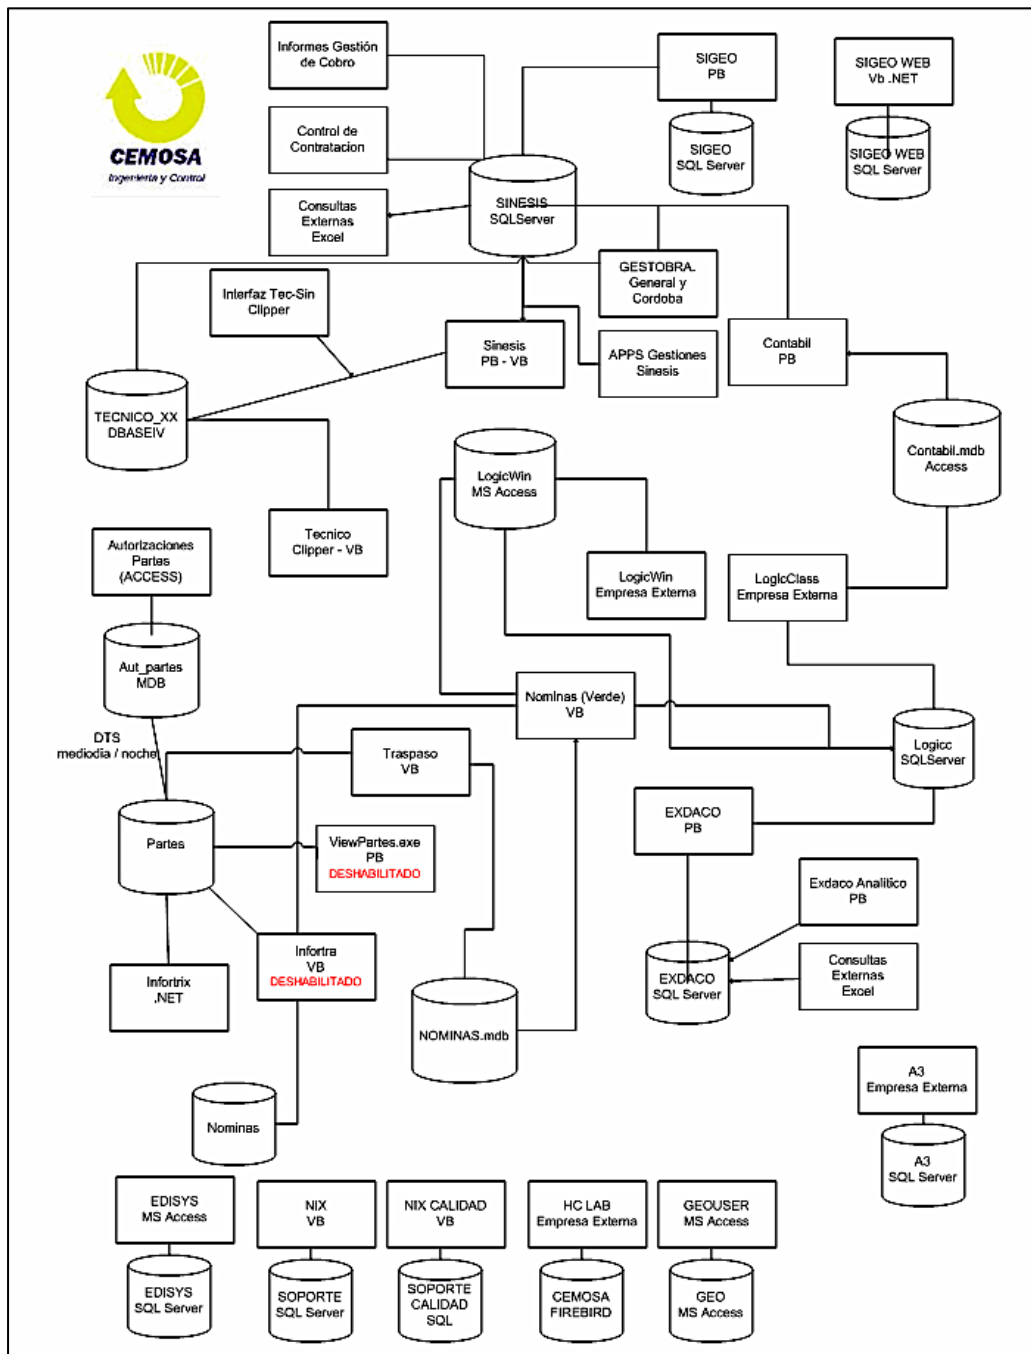 Informes Gestión
de Cobro
SIGEO
PB
SIGEO WEB
Vb .NET
CEMOSA
Ingeniería y Control
Control de
Contratacion
SIGEO
SQL Server
SIGEO WEB
SQL Server
Consultas
Externas
Excel
SINESIS
SQLServer
GESTOBRA.
General y
Cordoba
Interfaz Tec-Sin
Clipper
Sinesis
PB - VB
APPS Gestiones
Sinesis
Contabil
PB
TECNICO_XX
DBASEIV
Contabil.mdb
Access
LogicWin
MS Access
Tecnico
Clipper - VB
Autorizaciones
Partes
(ACCESS)
LogicWin
Empresa Externa
LogicClass
Empresa Externa
Aut_partes
MDB
Nominas (Verde)
VB
DTS
mediodia / noche
Traspaso
VB
Logicc
SQLServer
Partes
ViewPartes.exe
PB
DESHABILITADO
EXDACO
PB
Exdaco Analitico
PB
Infortra
VB
DESHABILITADO
Infortrix
.NET
EXDACO
SQL Server
Consultas
Externas
Excel
NOMINAS.mdb
A3
Empresa Externa
Nominas
A3
SQL Server
EDISYS
MS Access
NIX
VB
NIX CALIDAD
VB
HC LAB
Empresa Externa
GEOUSER
MS Access
EDISYS
SQL Server
SOPORTE
SQL Server
SOPORTE
CALIDAD
SQL
CEMOSA
FIREBIRD
GEO
MS Access